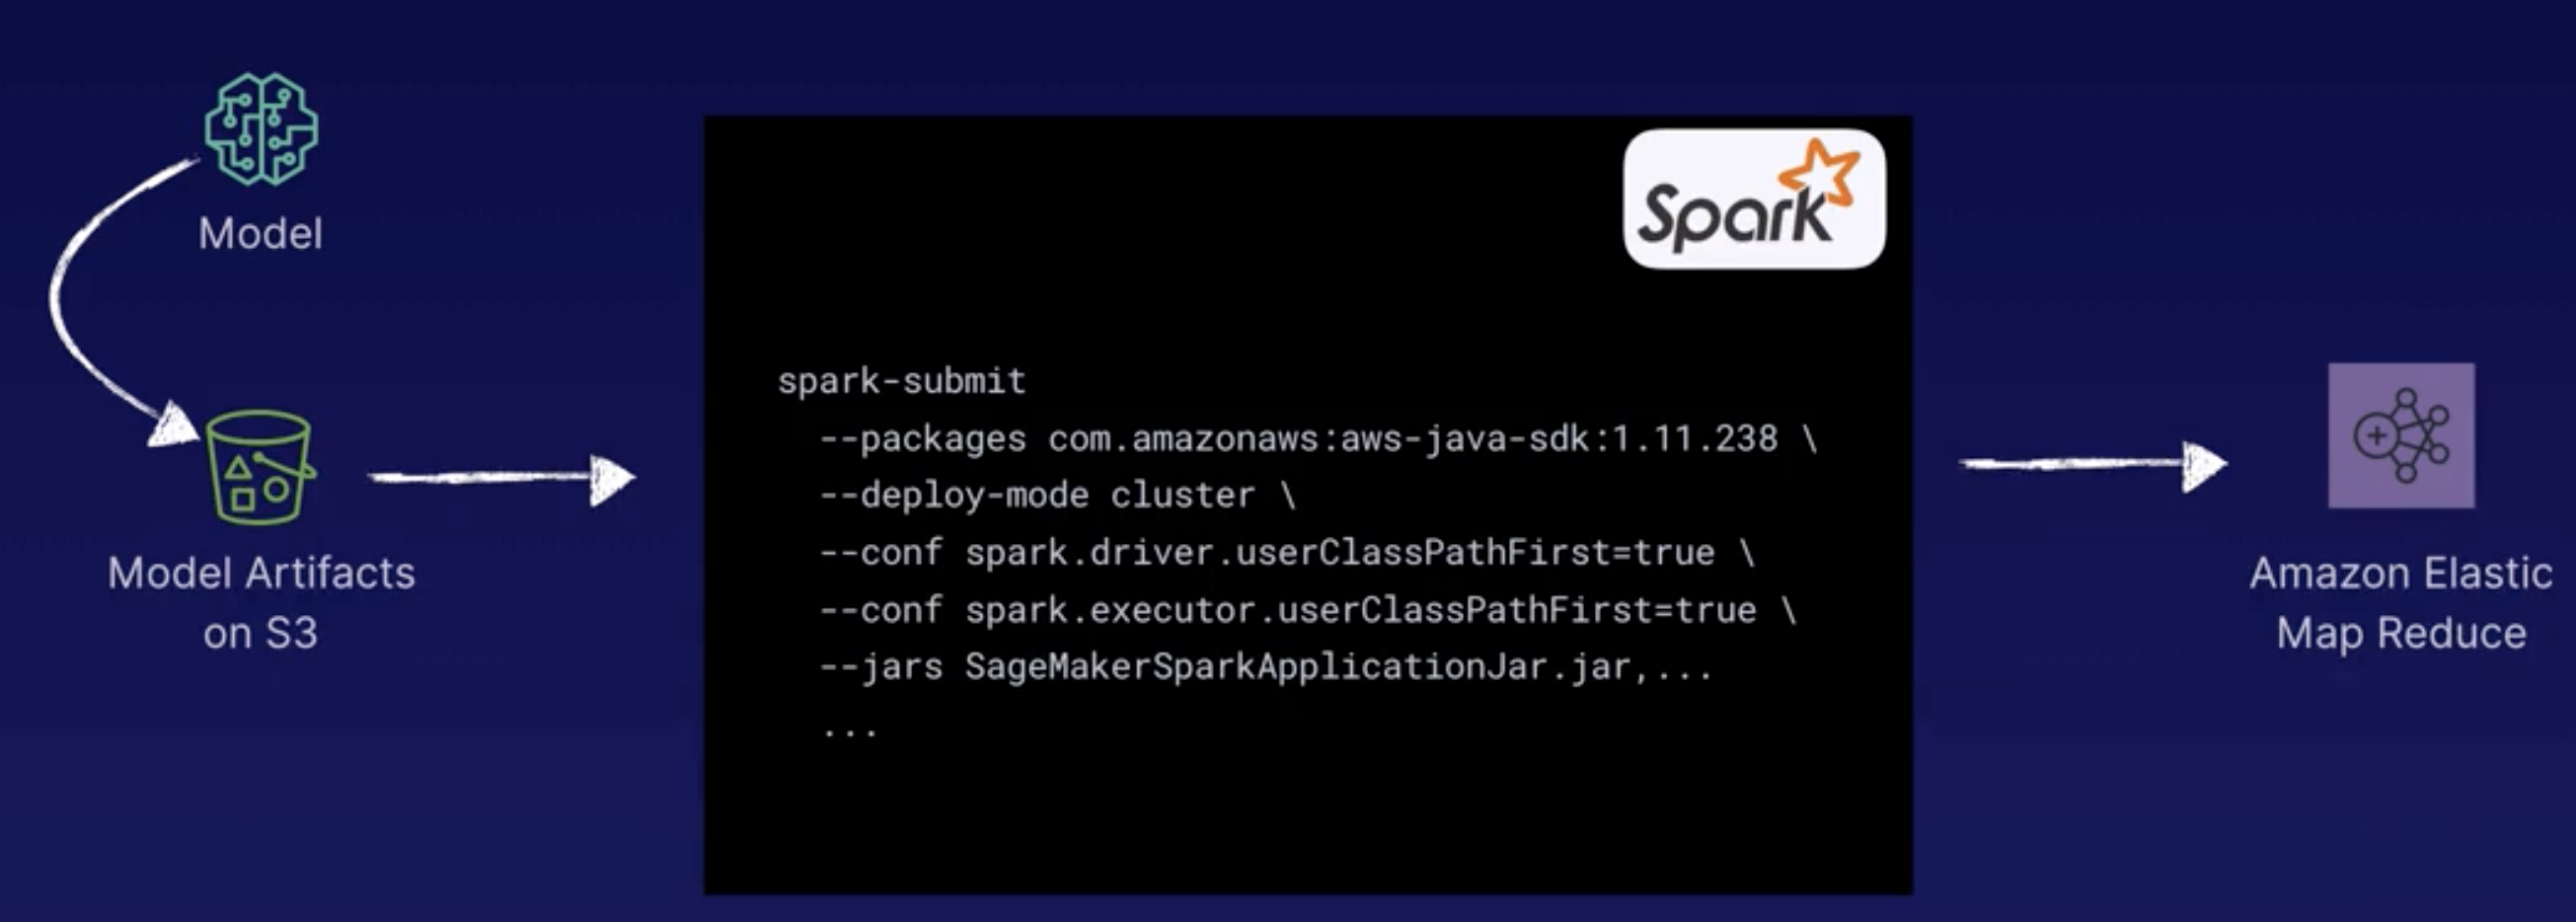 Model
Model Artifacts
on S3
Spark
spark-submit
--packages com.amazonaws:aws-java-sdk:1.11.238 \
--deploy-mode cluster \
--conf spark.driver.userClassPathFirst=true \
--conf spark.executor.userClassPathFirst=true \
--jars SageMakerSparkApplicationJar.jar,...
...
Amazon Elastic
Map Reduce